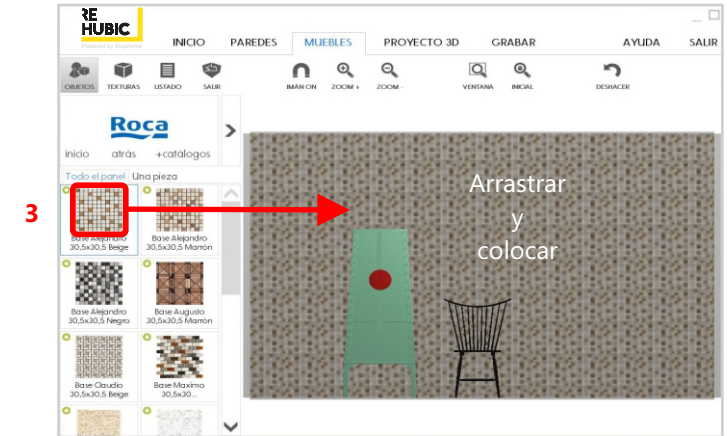 RE
HUBIC
Powered by Blophome
INICIO PAREDES MUEBLES PROYECTO 3D GRABAR AYUDA SALIR
OBJETOS TEXTURAS LISTADO SALIR IMÁN ON ZOOM + ZOOM - VENTANA INICIAL DESHACER
Roca
inicio atrás +catálogos
Todo el panel Una pieza
3
Base Alejandro
30,5x30,5 Beige
Base Alejandro
30,5x30,5 Marrón
Base Alejandro
30,5x30,5 Negro
Base Augusto
30,5x30,5 Marrón
Base Claudio
30,5x30,5 Beige
Base Maximo
30,5x30...
Arrastrar
y
colocar